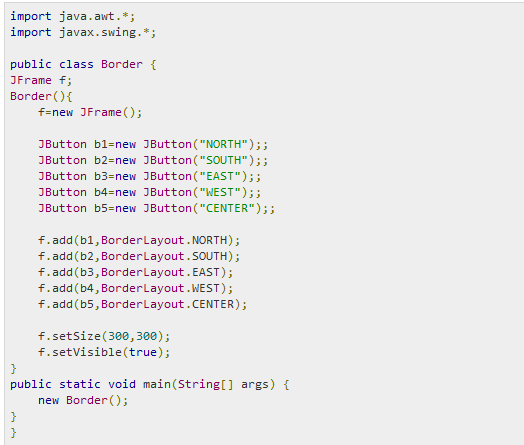 import java.awt.*;
import javax.swing.*;

public class Border {
JFrame f;
Border(){
    f=new JFrame();

    JButton b1=new JButton("NORTH");;
    JButton b2=new JButton("SOUTH");;
    JButton b3=new JButton("EAST");;
    JButton b4=new JButton("WEST");;
    JButton b5=new JButton("CENTER");;

    f.add(b1,BorderLayout.NORTH);
    f.add(b2,BorderLayout.SOUTH);
    f.add(b3,BorderLayout.EAST);
    f.add(b4,BorderLayout.WEST);
    f.add(b5,BorderLayout.CENTER);

    f.setSize(300,300);
    f.setVisible(true);
}
public static void main(String[] args) {
    new Border();
}
}